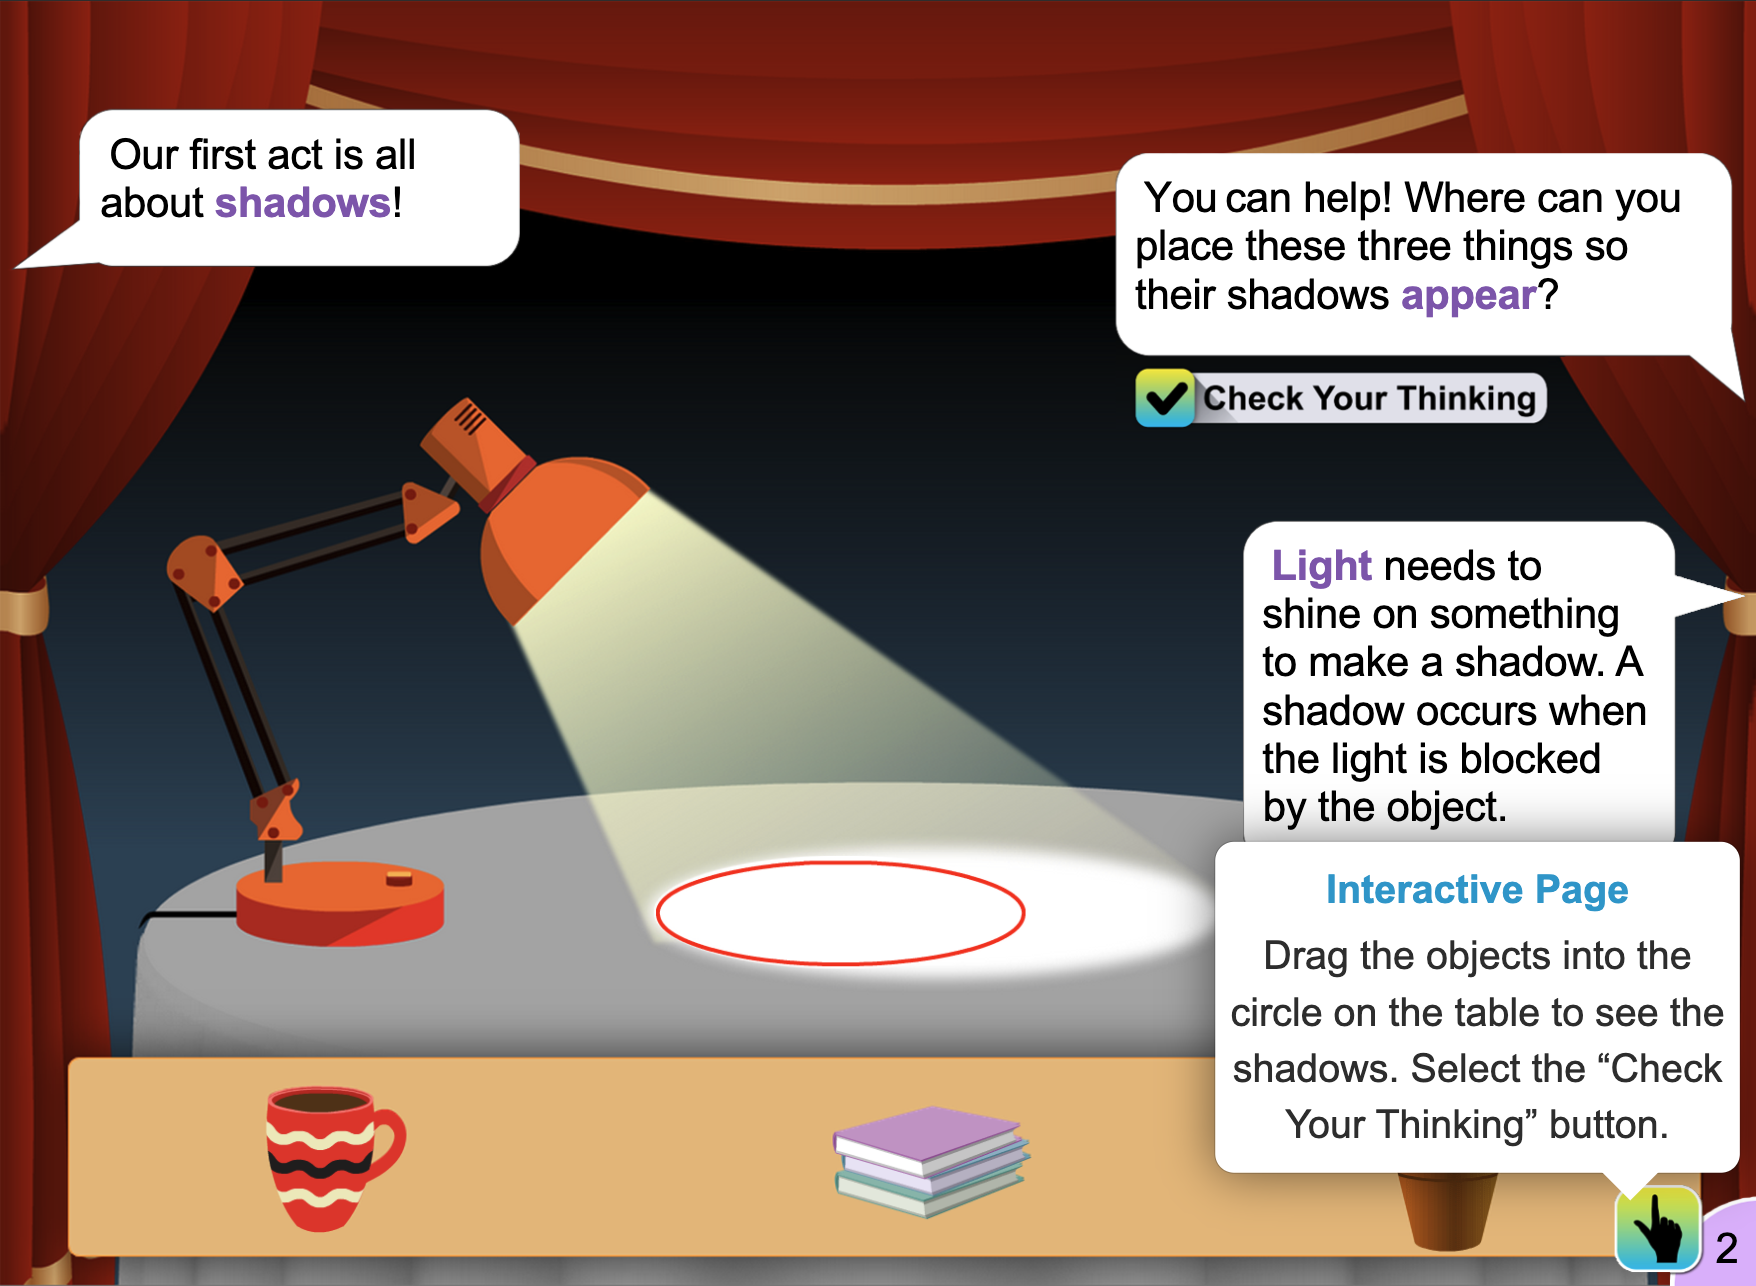 Our first act is all
about shadows!
You can help! Where can you
place these three things so
their shadows appear?
Check Your Thinking
Light needs to
shine on something
to make a shadow. A
shadow occurs when
the light is blocked
by the object.
Interactive Page
Drag the objects into the
circle on the table to see the
shadows. Select the “Check
Your Thinking” button.
2